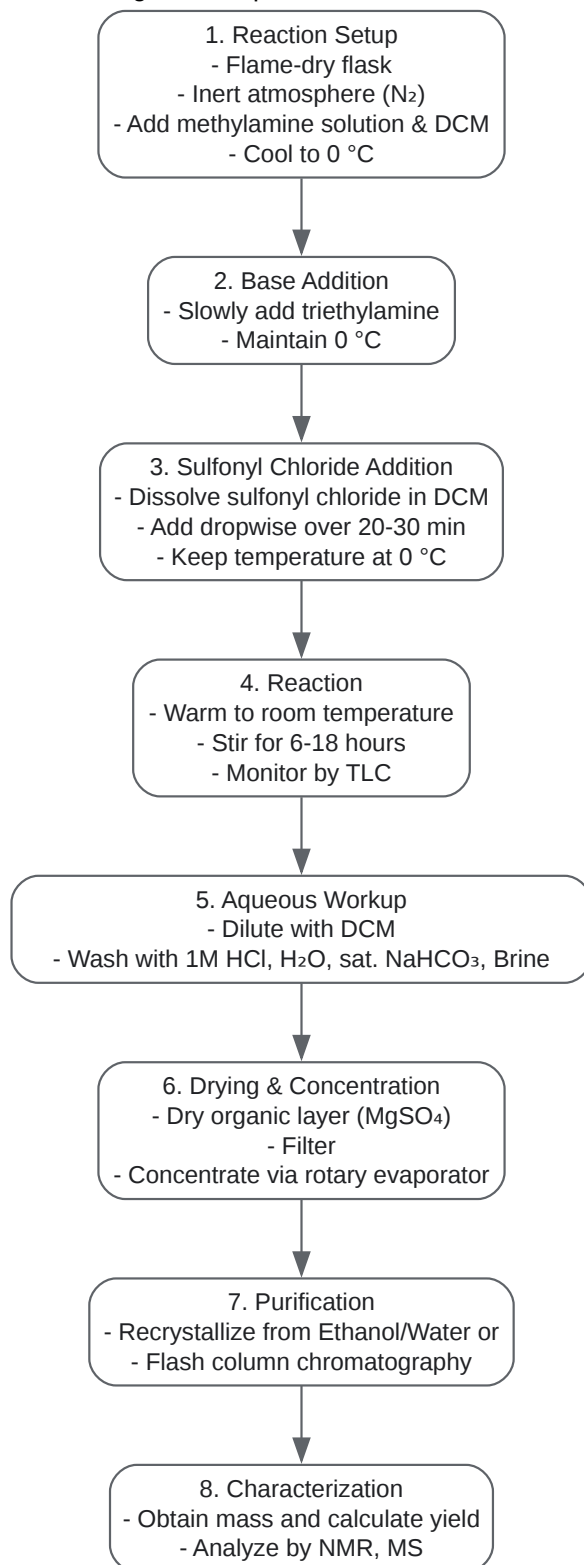 1. Reaction Setup
- Flame-dry flask
- Inert atmosphere (N₂)
- Add methylamine solution & DCM
- Cool to 0 °C
2. Base Addition
- Slowly add triethylamine
- Maintain 0 °C
3. Sulfonyl Chloride Addition
- Dissolve sulfonyl chloride in DCM
- Add dropwise over 20-30 min
- Keep temperature at 0 °C
4. Reaction
- Warm to room temperature
- Stir for 6-18 hours
- Monitor by TLC
5. Aqueous Workup
- Dilute with DCM
- Wash with 1M HCl, H₂O, sat. NaHCO₃, Brine
6. Drying & Concentration
- Dry organic layer (MgSO₄)
- Filter
- Concentrate via rotary evaporator
7. Purification
- Recrystallize from Ethanol/Water or
- Flash column chromatography
8. Characterization
- Obtain mass and calculate yield
- Analyze by NMR, MS